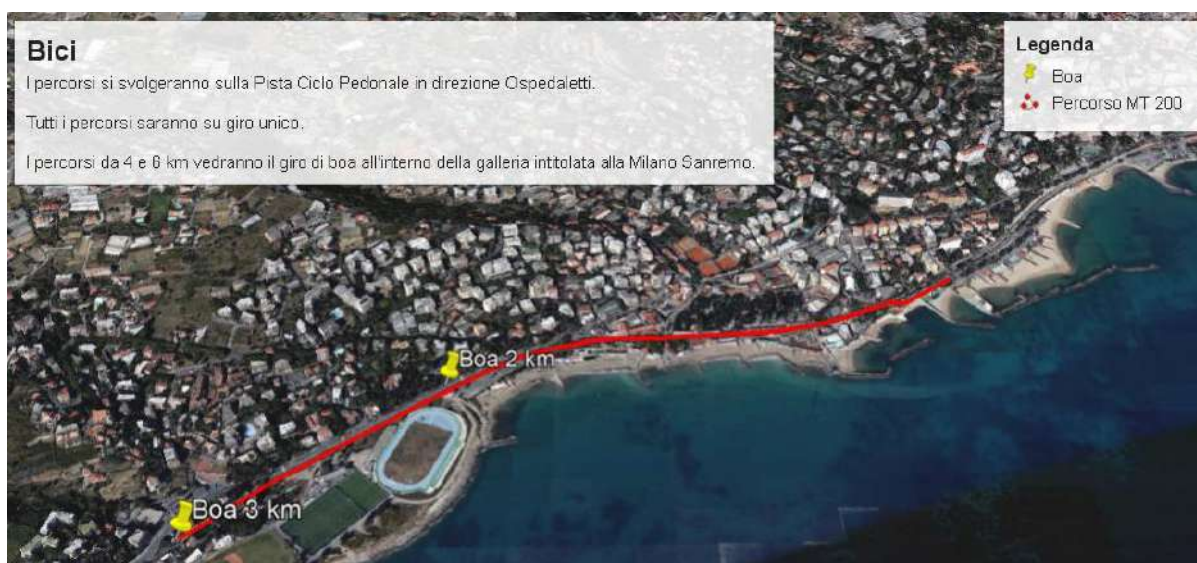 Bici
I percorsi si svolgeranno sulla Pista Ciclo Pedonale in direzione Ospedaletti.
Tutti i percorsi saranno su giro unico.
I percorsi da 4 e 6 km vedranno il giro di boa all'interno della galleria inttolata alla Milano Sanremo.
Legenda
Boa
Percorso MT 200
Boa 2 km
Boa 3 km